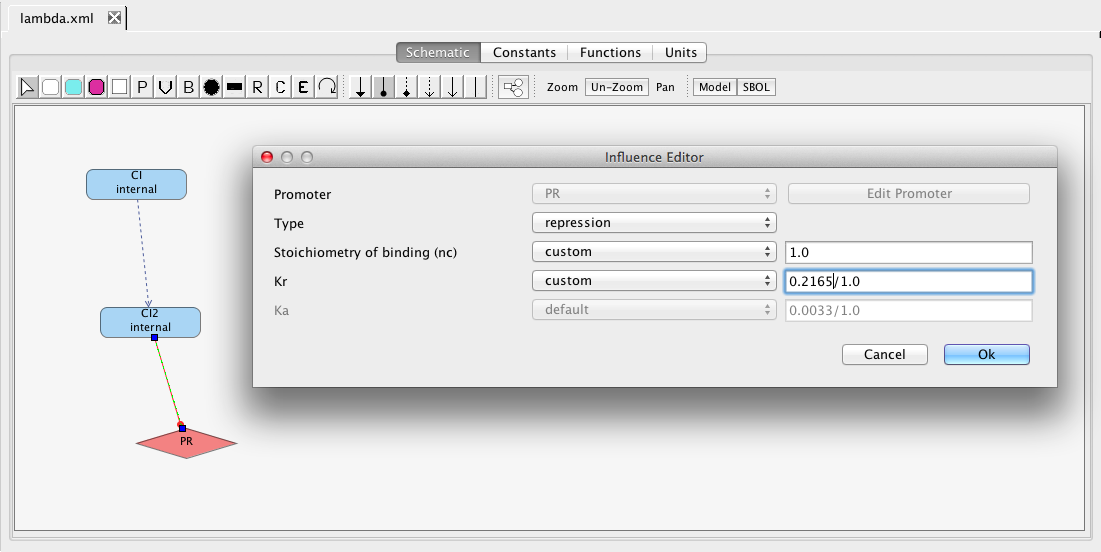 lambda.xml
Schematic Constants Functions Units
P V B R C E Zoom Un-Zoom Pan Model SBOL
Influence Editor
Promoter PR Edit Promoter
Type repression
Stoichiometry of binding (nc) custom 1.0
Kr custom 0.2165/1.0
Ka default 0.0033/1.0
Cancel Ok
CI
internal
CI2
internal
PR